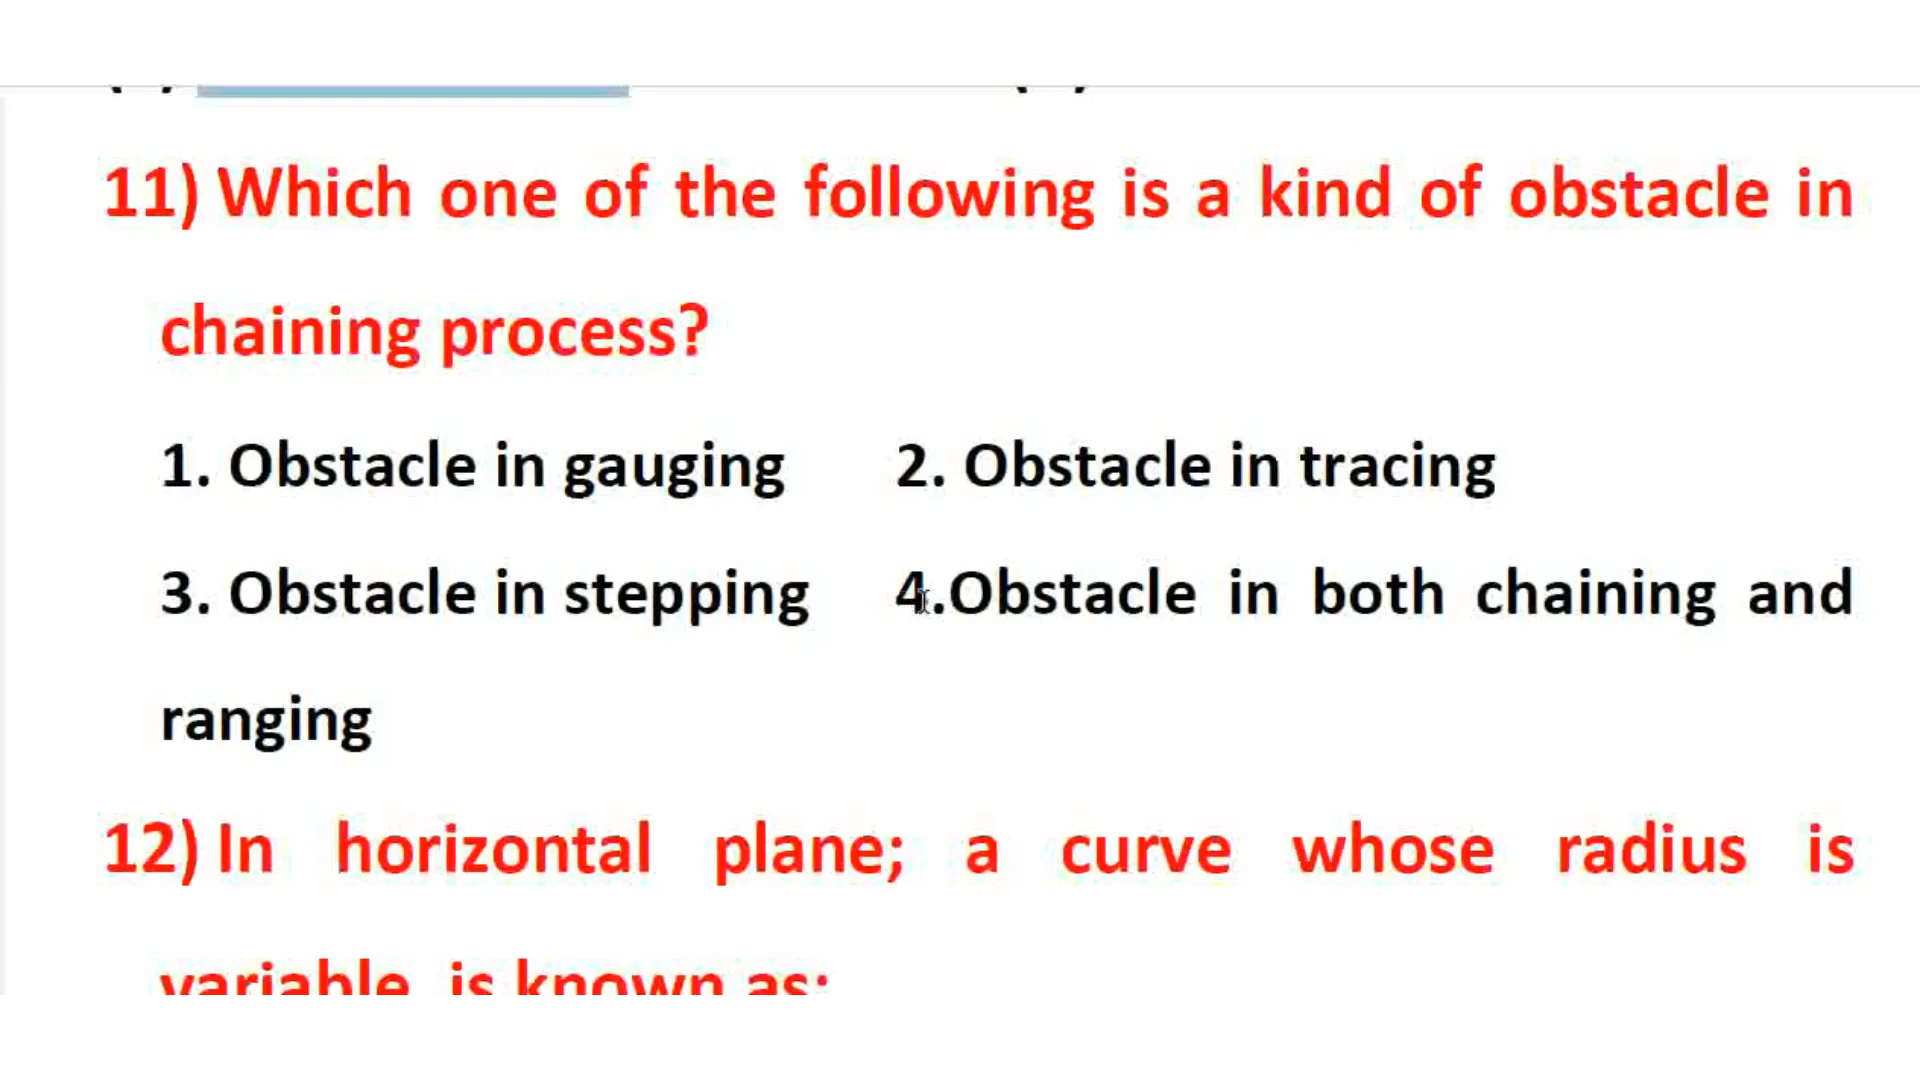 11) Which one of the following is a kind of obstacle in
chaining process?
1. Obstacle in gauging 2. Obstacle in tracing
3. Obstacle in stepping 4.Obstacle in both chaining and
ranging
12) In horizontal plane; a curve whose radius is
variable is known as: